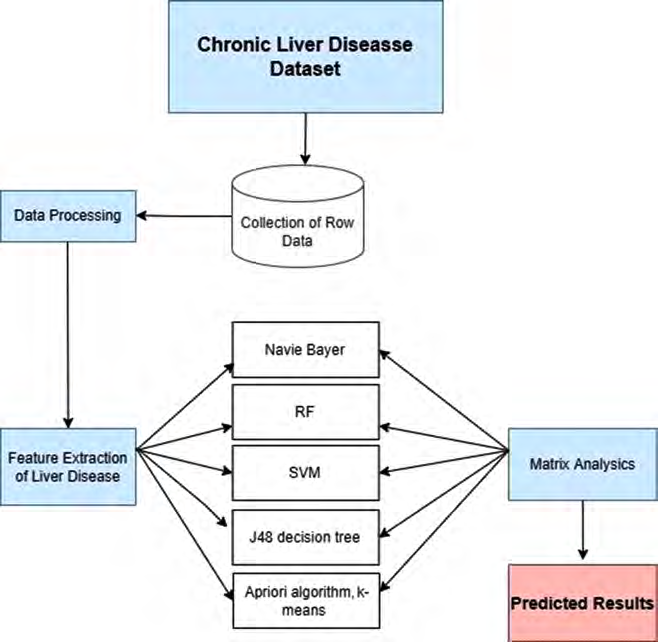 Chronic Liver Diseasse
Dataset
Collection of Row
Data
Data Processing
Feature Extraction
of Liver Disease
Navie Bayer
RF
SVM
J48 decision tree
Apriori algorithm, k-
means
Matrix Analysics
Predicted Results